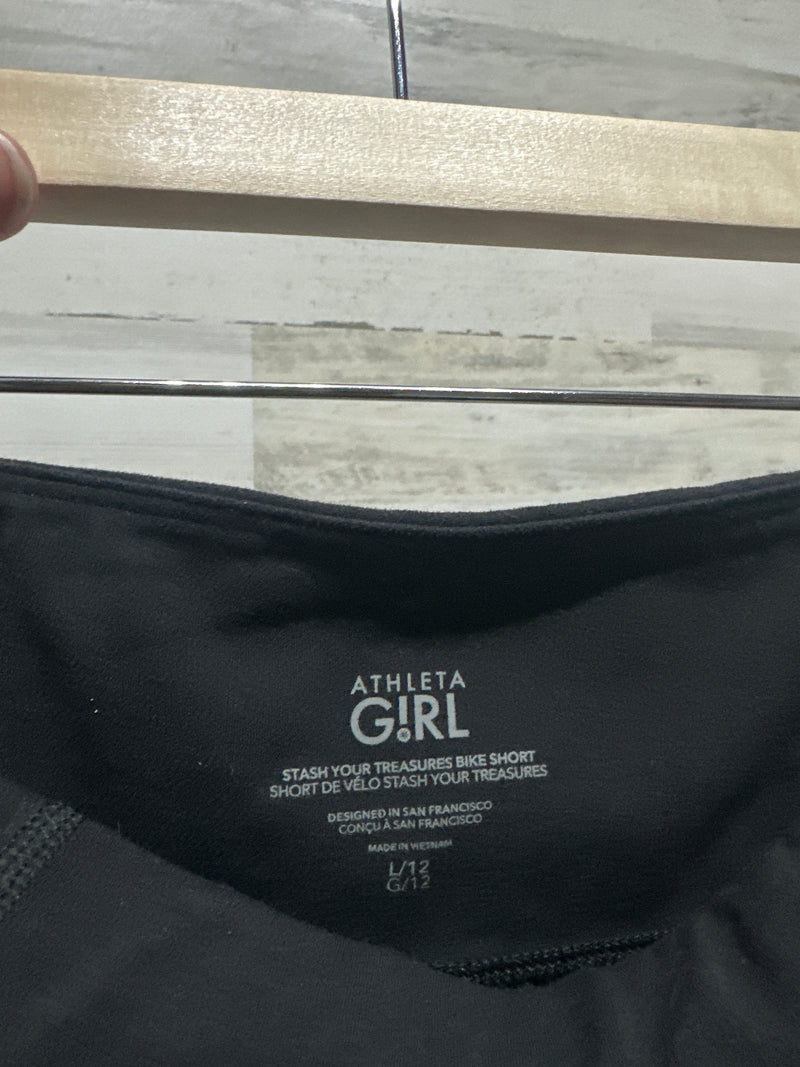 ATHLETA
G!RL
STASH YOUR TREASURES BIKE SHORT
SHORT DE VÉLO STASH YOUR TREASURES
DESIGNED IN SAN FRANCISCO
CONÇU À SAN FRANCISCO
MADE IN VIETNAM
L/12
G/12